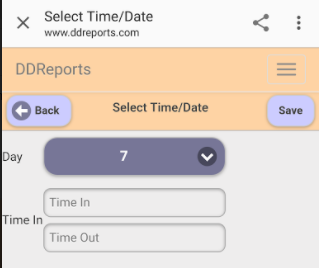 Select Time/Date
www.ddreports.com
DDReports
Back Select Time/Date Save
Day 7
Time In
Time In
Time Out